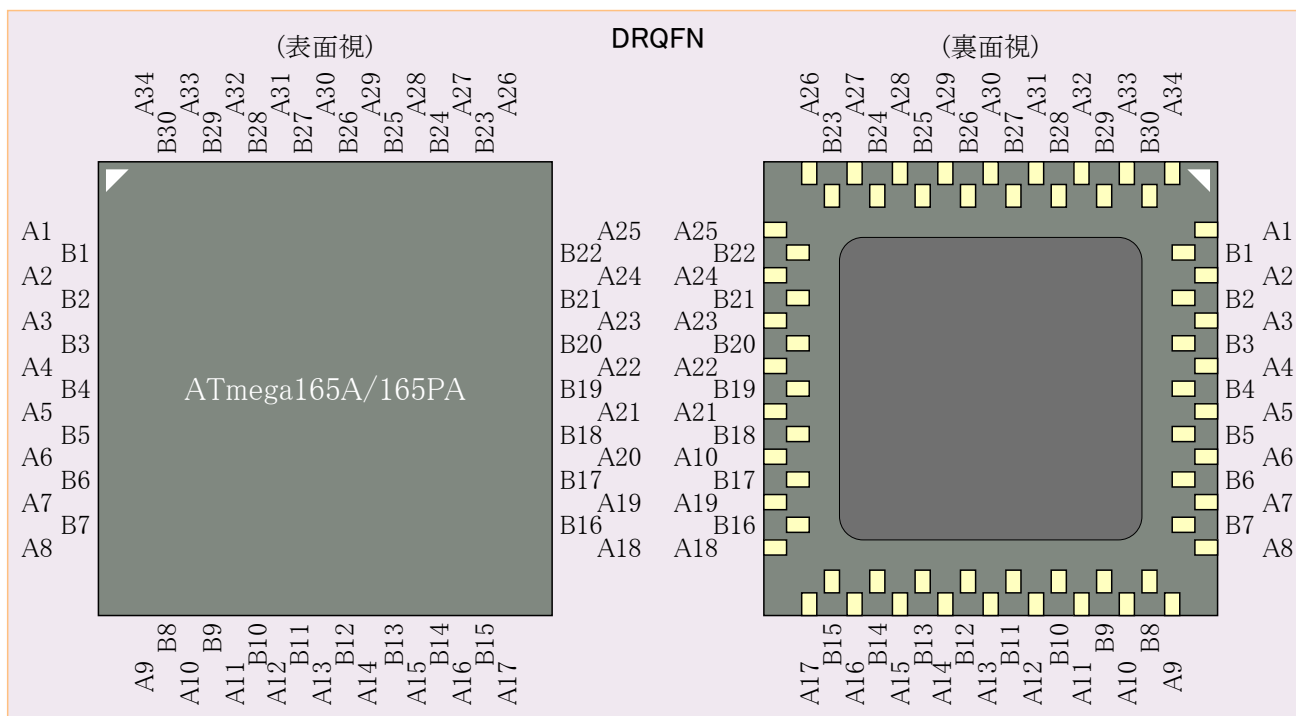 DRQFN
(表面視)
A34 A33 A32 A31 A30 A29 A28 A27 A26
B30 B29 B28 B27 B26 B25 B24 B23
A1
B1
A2
B2
A3
B3
A4
B4
A5
B5
A6
B6
A7
B7
A8
ATmega165A/165PA
A25
B22
A24
B21
A23
B20
A22
B19
A21
B18
A20
B17
A19
B16
A18
B8 B9 B10 B11 B12 B13 B14 B15
A9 A10 A11 A12 A13 A14 A15 A16 A17
(裏面視)
A26 A27 A28 A29 A30 A31 A32 A33 A34
B23 B24 B25 B26 B27 B28 B29 B30
A25
B22
A24
B21
A23
B20
A22
B19
A21
B18
A10
B17
A19
B16
A18
A1
B1
A2
B2
A3
B3
A4
B4
A5
B5
A6
B6
A7
B7
A8
B15 B14 B13 B12 B11 B10 B9 B8
A17 A16 A15 A14 A13 A12 A11 A10 A9